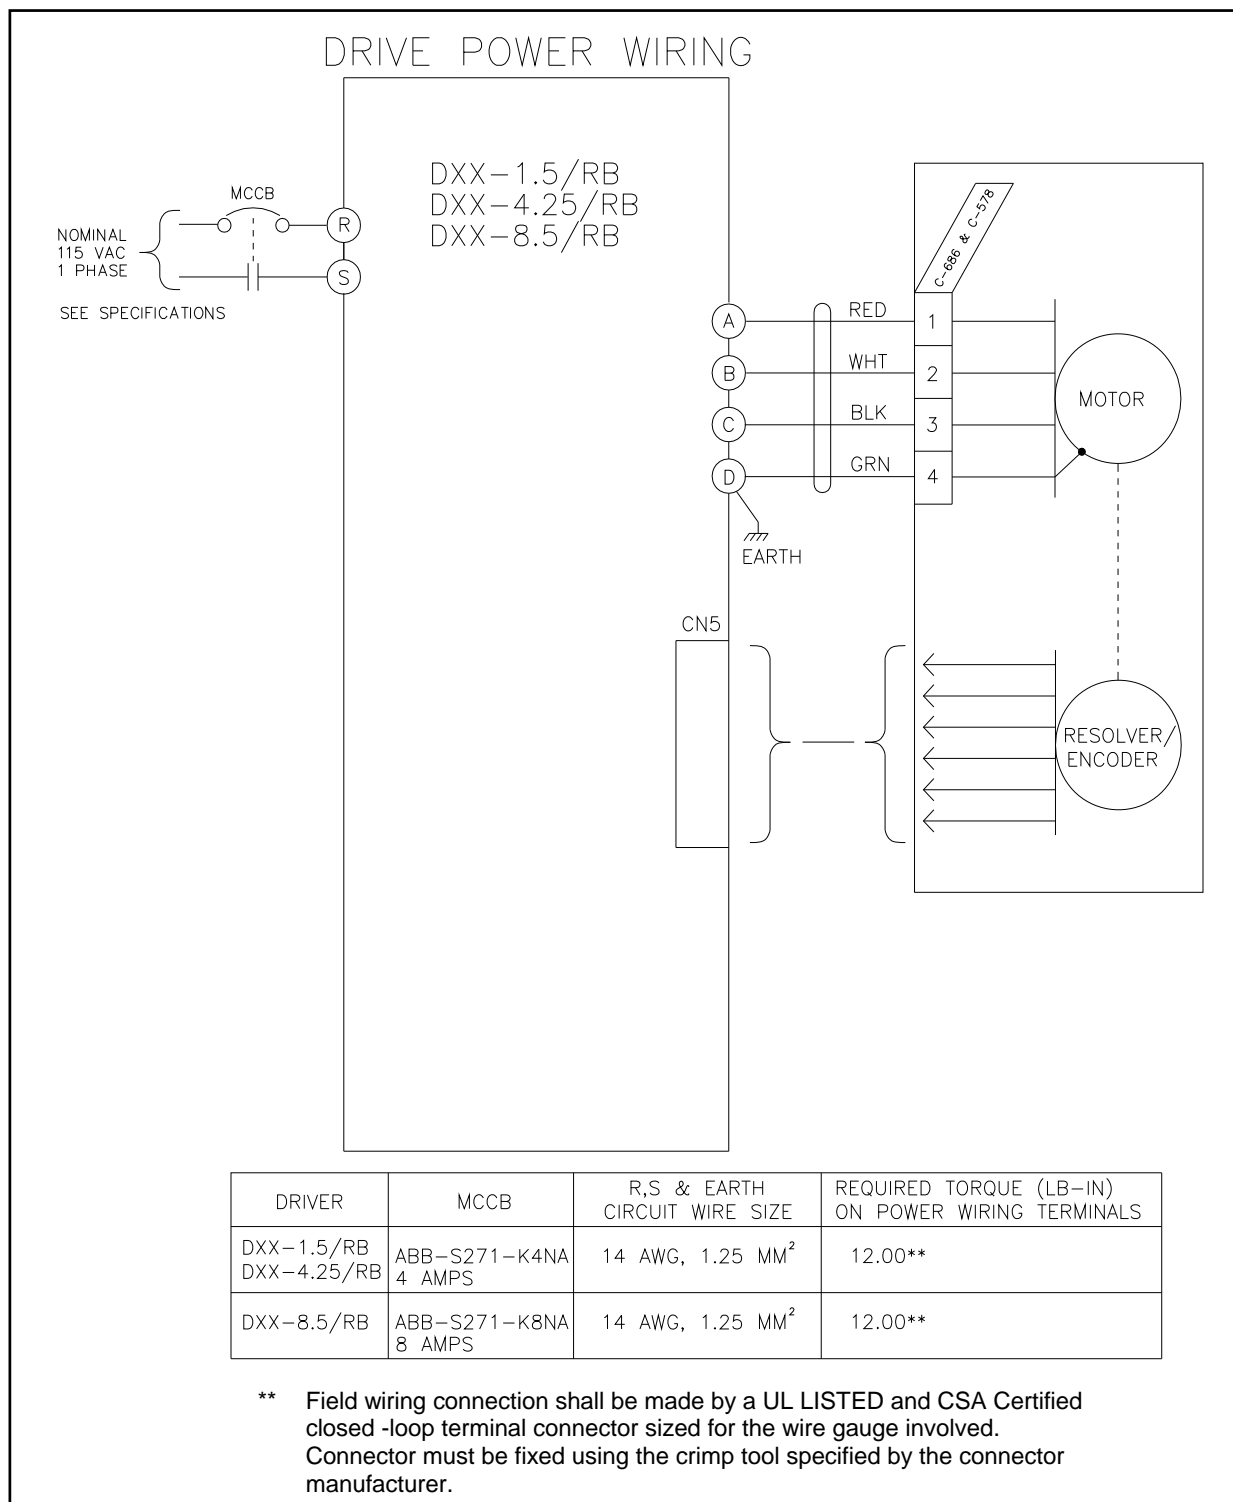 DRIVE POWER WIRING
DXX-1.5/RB
DXX-4.25/RB
DXX-8.5/RB
MCCB
NOMINAL
115 VAC
1 PHASE
SEE SPECIFICATIONS
R
S
C-686 & C-578
A
RED
1
B
WHT
2
C
BLK
3
D
GRN
4
MOTOR
EARTH
CN5
RESOLVER/
ENCODER
DRIVER
MCCB
R,S & EARTH
CIRCUIT WIRE SIZE
REQUIRED TORQUE (LB-IN)
ON POWER WIRING TERMINALS
DXX-1.5/RB
DXX-4.25/RB
ABB-S271-K4NA
4 AMPS
14 AWG, 1.25 MM²
12.00**
DXX-8.5/RB
ABB-S271-K8NA
8 AMPS
14 AWG, 1.25 MM²
12.00**
** Field wiring connection shall be made by a UL LISTED and CSA Certified
closed -loop terminal connector sized for the wire gauge involved.
Connector must be fixed using the crimp tool specified by the connector
manufacturer.